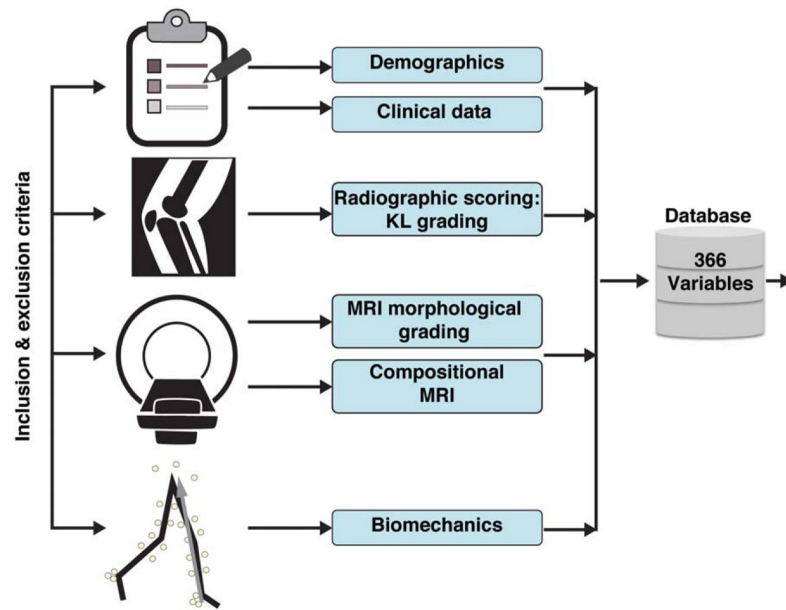 Inclusion & exclusion criteria
Demographics
Clinical data
Radiographic scoring:
KL grading
MRI morphological
grading
Compositional
MRI
Biomechanics
Database
366
Variables